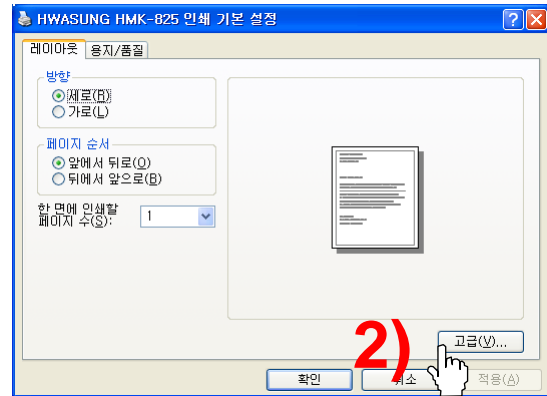 HWASUNG HMK-825 인쇄 기본 설정
레이아웃 용지/품질
방향
세로(R)
가로(L)
페이지 순서
앞에서 뒤로(O)
뒤에서 앞으로(B)
한 면에 인쇄할
페이지 수(S): 1
2)
고급(V)...
확인 취소 적용(A)